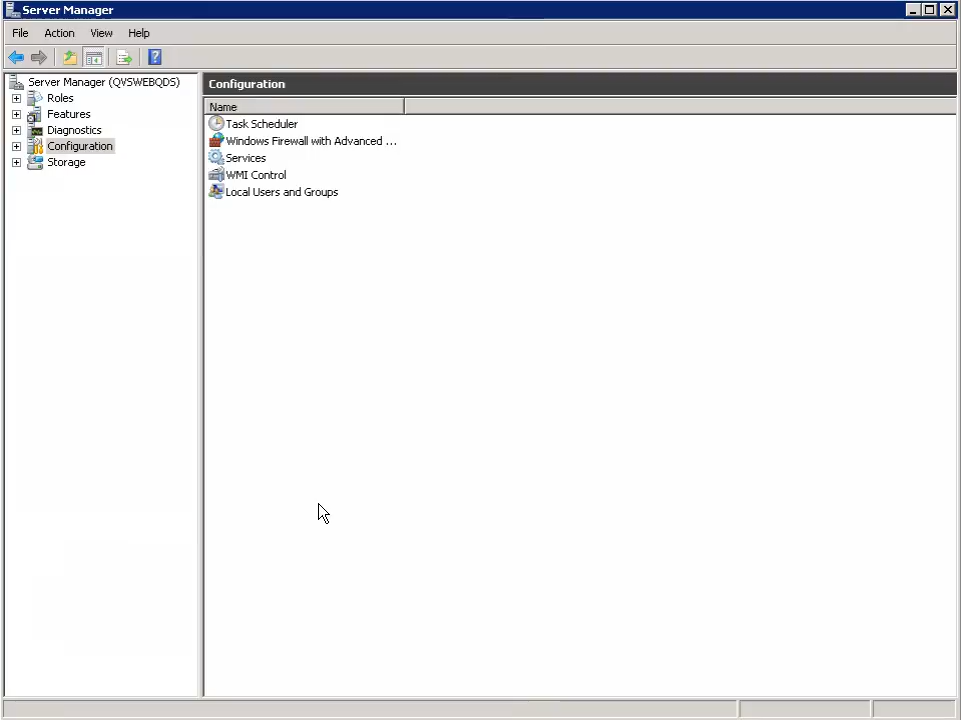 Server Manager
File Action View Help
Server Manager (QVSWEBQDS)
Roles
Features
Diagnostics
Configuration
Storage
Configuration
Name
Task Scheduler
Windows Firewall with Advanced ...
Services
WMI Control
Local Users and Groups